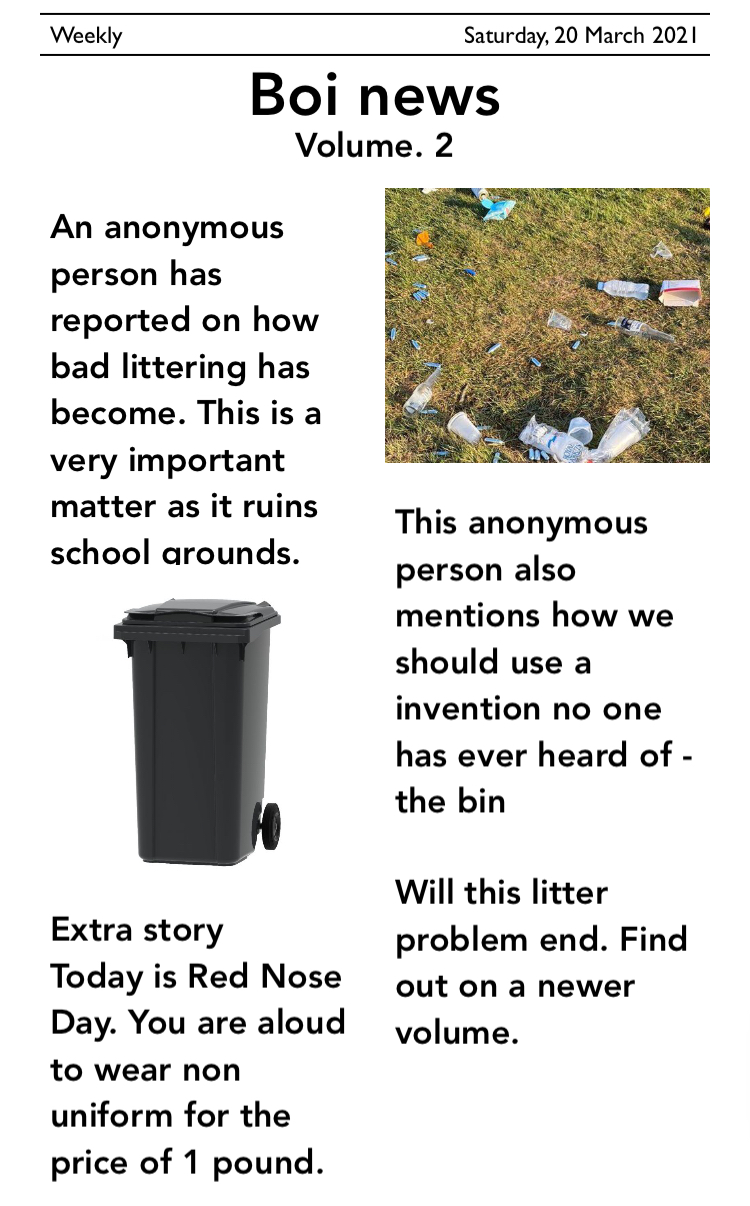 Weekly
Saturday, 20 March 2021
Boi news
Volume. 2
An anonymous
person has
reported on how
bad littering has
become. This is a
very important
matter as it ruins
school grounds.
This anonymous
person also
mentions how we
should use a
invention no one
has ever heard of -
the bin
Will this litter
problem end. Find
out on a newer
volume.
Extra story
Today is Red Nose
Day. You are aloud
to wear non
uniform for the
price of 1 pound.